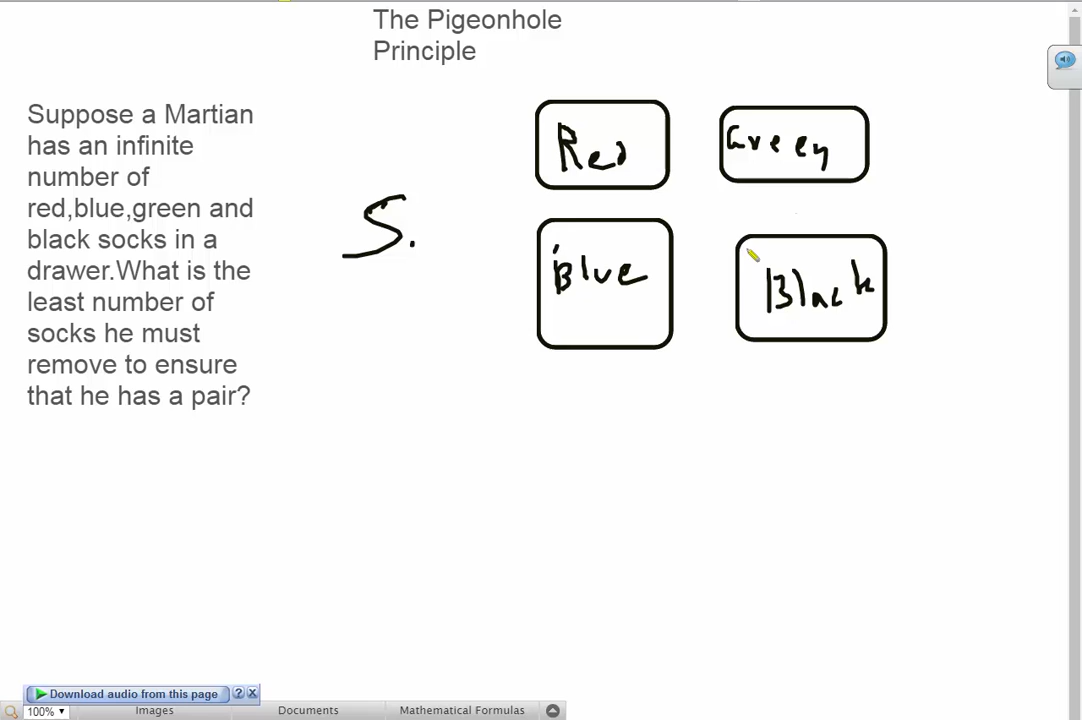 The Pigeonhole
Principle
Suppose a Martian
has an infinite
number of
red,blue,green and
black socks in a
drawer.What is the
least number of
socks he must
remove to ensure
that he has a pair?
S.
Red
Green
Blue
Black
Download audio from this page
?
x
100%
Images
Documents
Mathematical Formulas